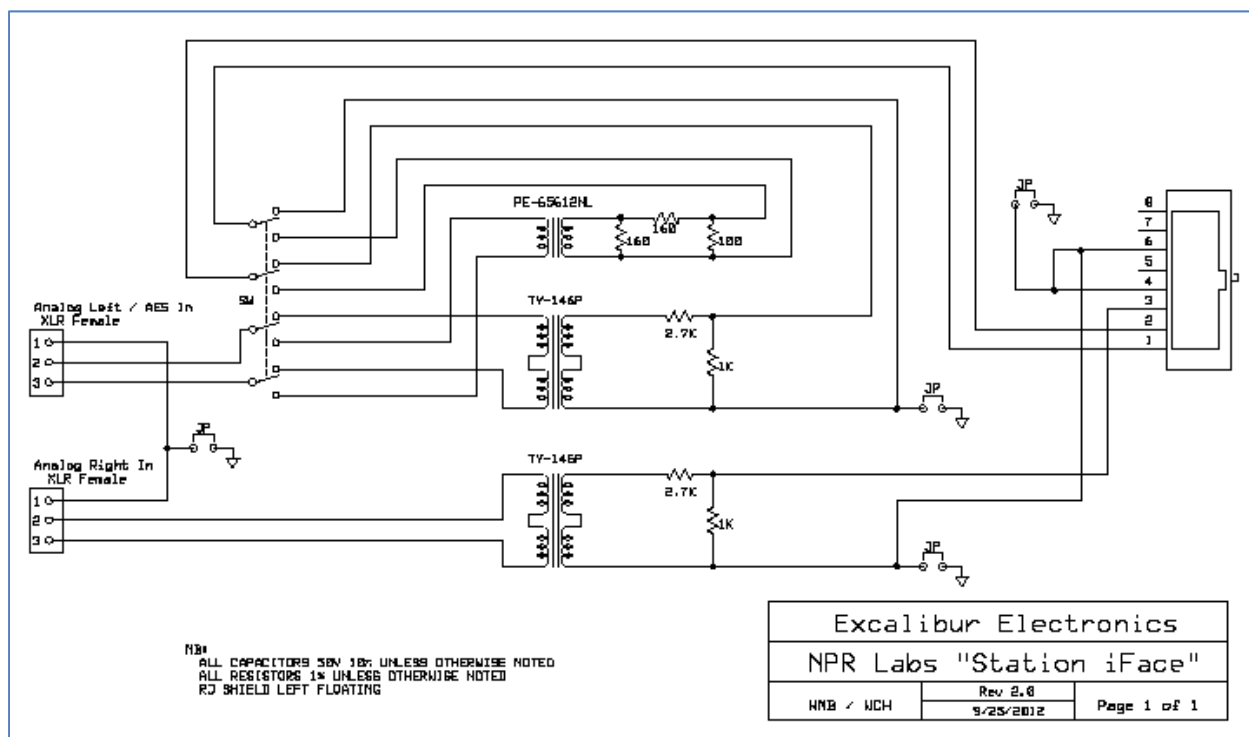 PE-65612NL
160
160
100
JP
8
7
6
5
4
3
2
1
SW
Analog Left / AES In
XLR Female
1
2
3
TY-146P
2.7K
1K
JP
JP
Analog Right In
XLR Female
1
2
3
TY-146P
2.7K
1K
JP
NB:
ALL CAPACITORS 50V 10% UNLESS OTHERWISE NOTED
ALL RESISTORS 1% UNLESS OTHERWISE NOTED
RJ SHIELD LEFT FLOATING
Excalibur Electronics
NPR Labs "Station iFace"
WNB / WCH
Rev 2.0
9/25/2012
Page 1 of 1